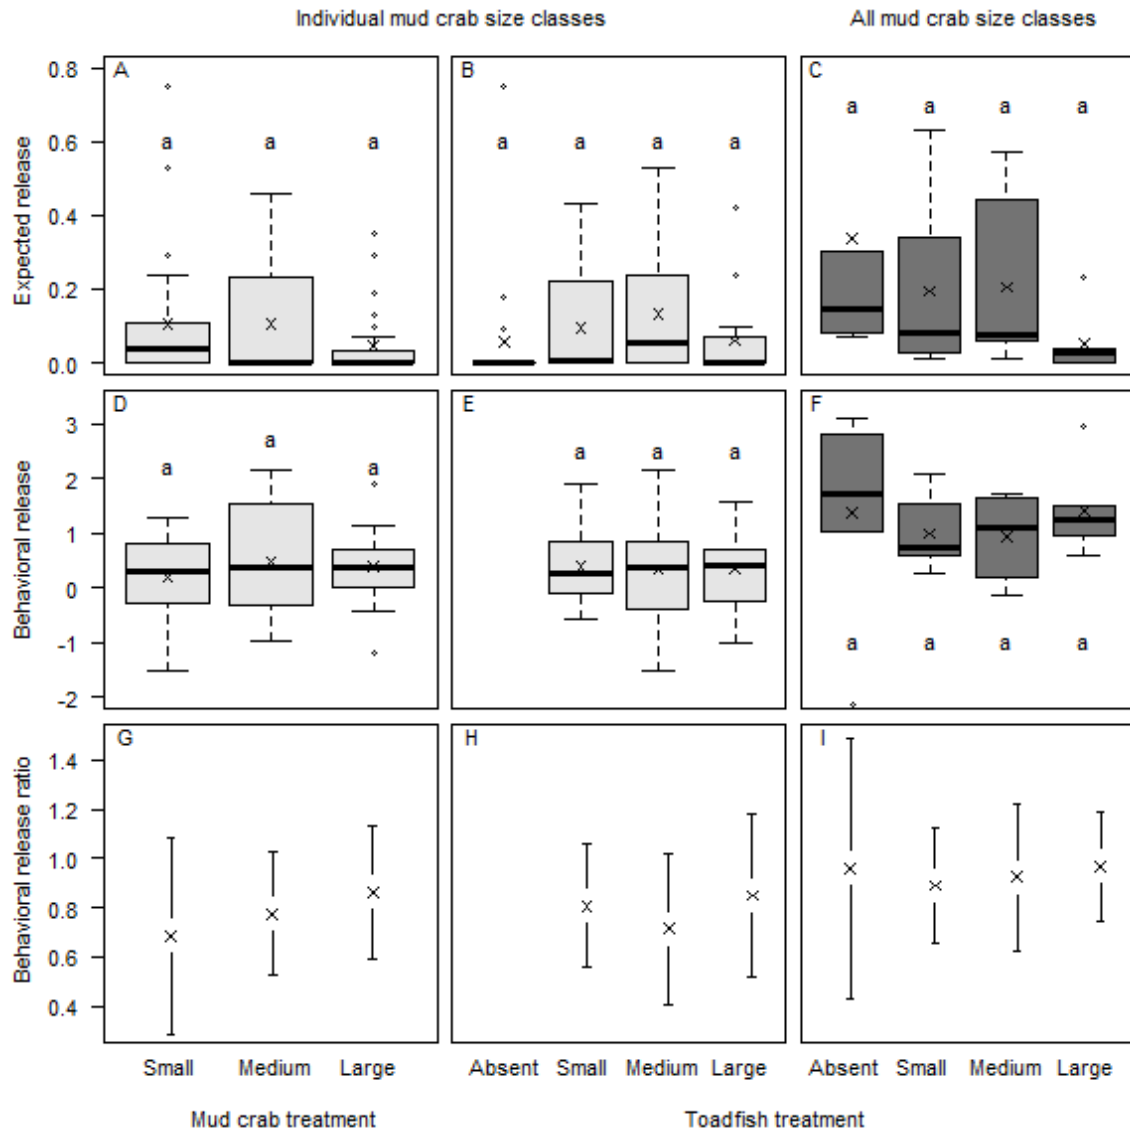 Individual mud crab size classes All mud crab size classes
A B C
Expected release
0.8
0.6
0.4
0.2
0.0
a a a a a a a a a a a
D E F
Behavioral release
3
2
1
0
-1
-2
a a a a a a a a a a
G H I
Behavioral release ratio
1.4
1.2
1.0
0.8
0.6
0.4
Small Medium Large Absent Small Medium Large Absent Small Medium Large
Mud crab treatment Toadfish treatment